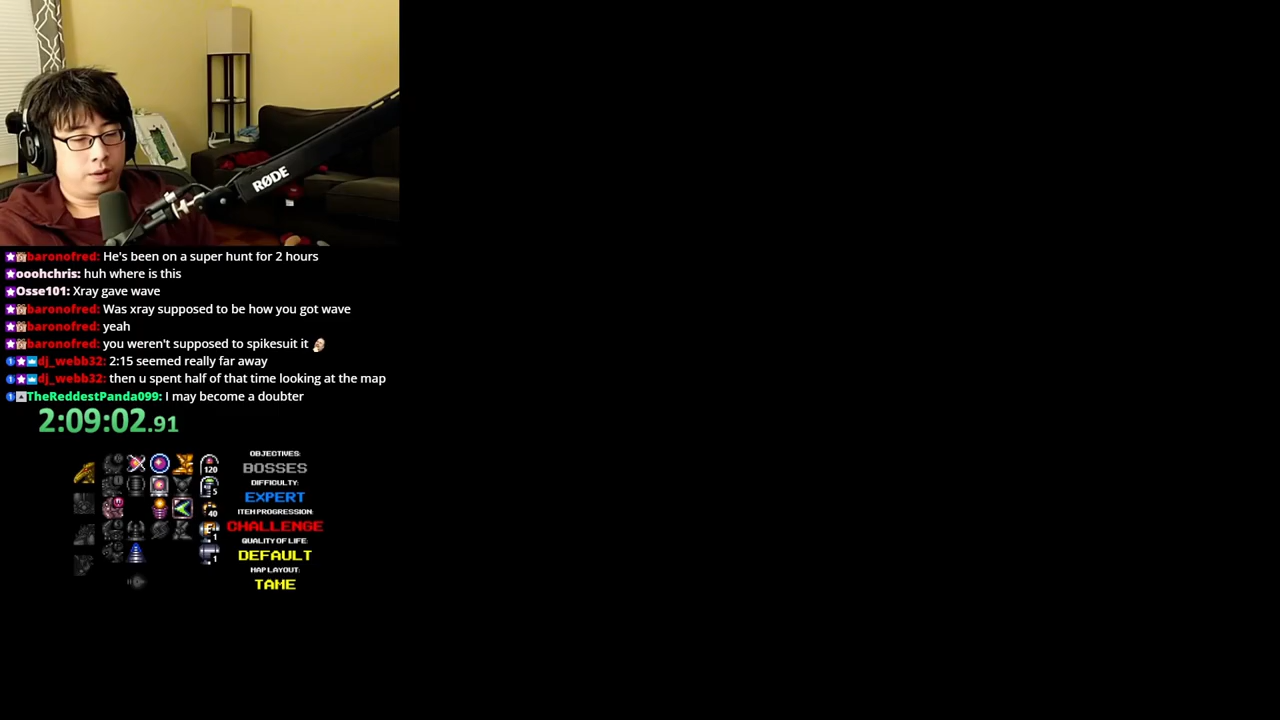 RØDE
baronofred: He's been on a super hunt for 2 hours
ooohchris: huh where is this
Osse101: Xray gave wave
baronofred: Was xray supposed to be how you got wave
baronofred: yeah
baronofred: you weren't supposed to spikesuit it
dj_webb32: 2:15 seemed really far away
dj_webb32: then u spent half of that time looking at the map
TheReddestPanda099: I may become a doubter
2:09:02.91
OBJECTIVES:
BOSSES
DIFFICULTY:
EXPERT
ITEM PROGRESSION:
CHALLENGE
QUALITY OF LIFE:
DEFAULT
MAP LAYOUT:
TAME
120
5
40
1
1